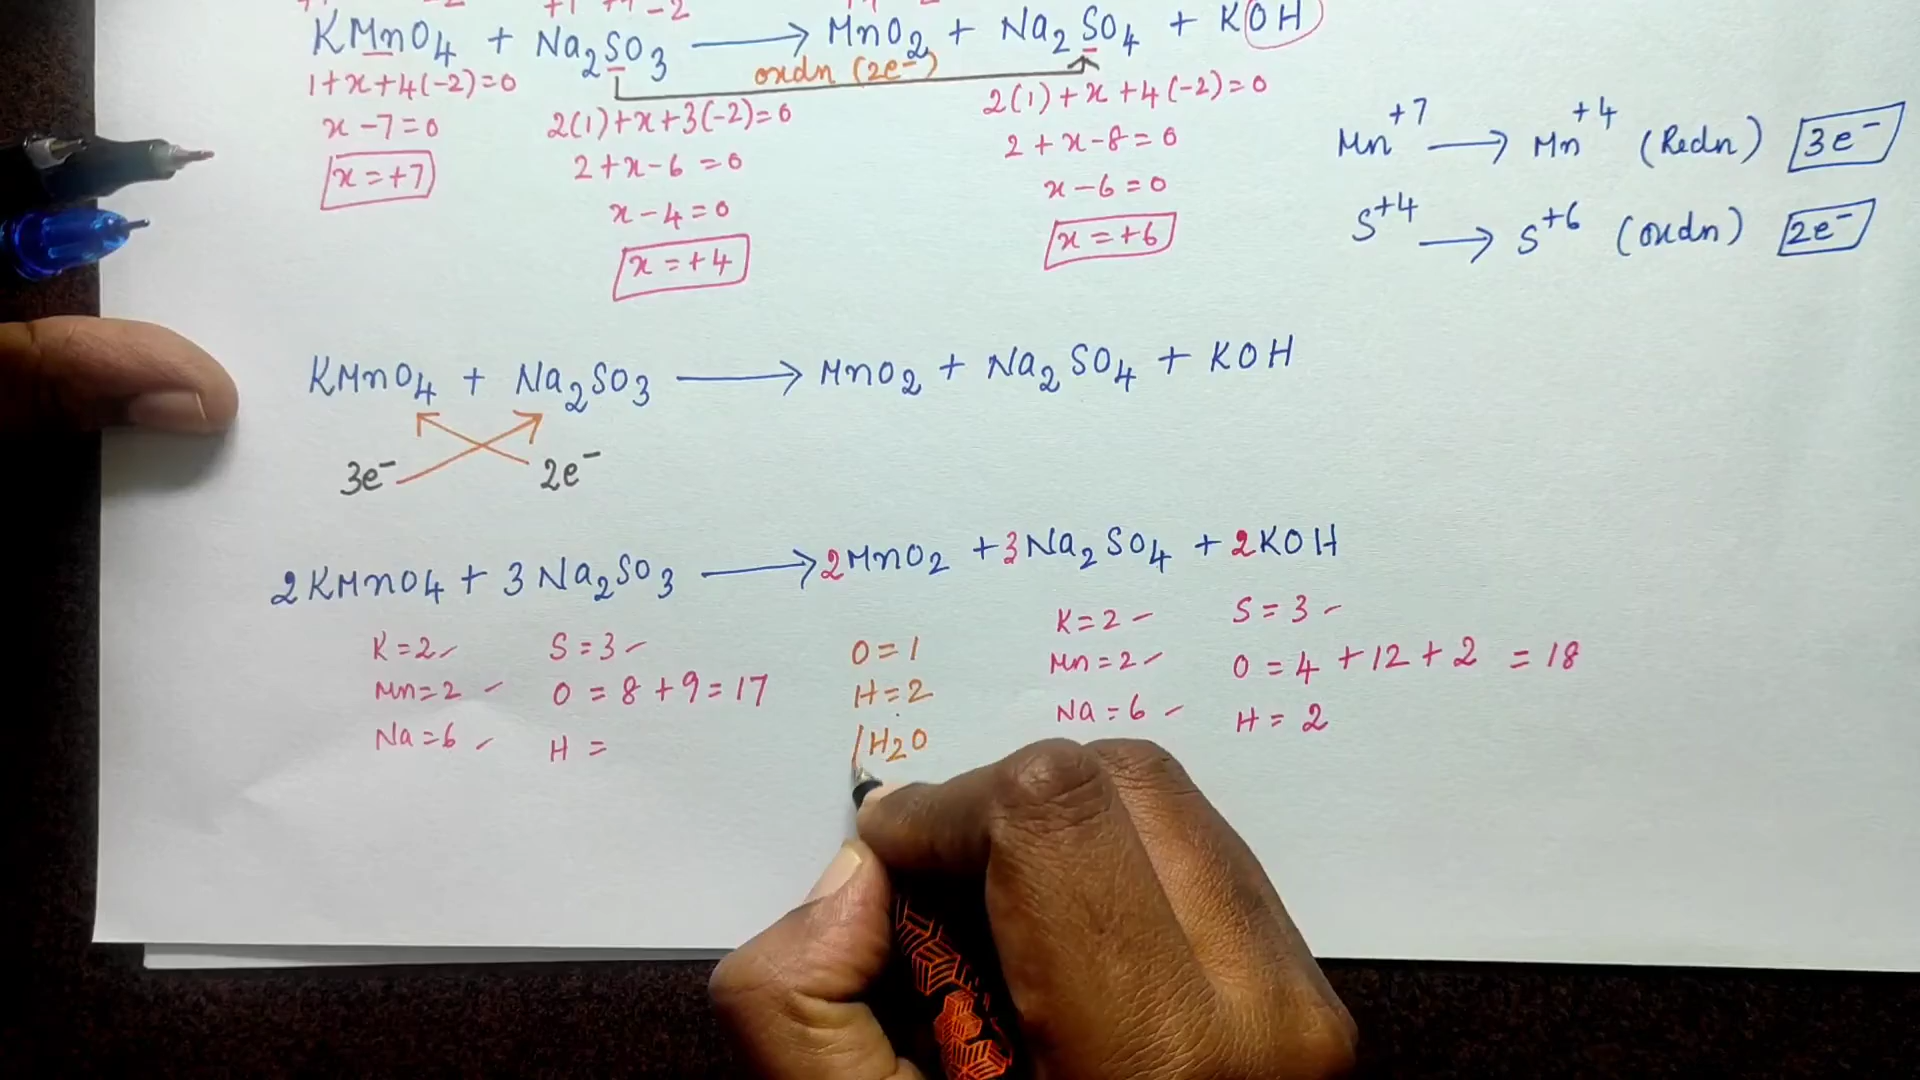 KMnO4 + Na2SO3 ⟶ MnO2 + Na2SO4 + KOH
oxdn (2e⁻)
1+x+4(-2)=0
x-7=0
x=+7
2(1)+x+3(-2)=0
2+x-6=0
x-4=0
x=+4
2(1)+x+4(-2)=0
2+x-8=0
x-6=0
x=+6
Mn⁺⁷ ⟶ Mn⁺⁴ (Redn) 3e⁻
S⁺⁴ ⟶ S⁺⁶ (oxdn) 2e⁻
KMnO4 + Na2SO3 ⟶ MnO2 + Na2SO4 + KOH
3e⁻ 2e⁻
2KMnO4 + 3Na2SO3 ⟶ 2MnO2 + 3Na2SO4 + 2KOH
K=2
Mn=2
Na=6
S=3
O=8+9=17
H=
O=1
H=2
H2O
K=2
Mn=2
Na=6
S=3
O=4+12+2=18
H=2